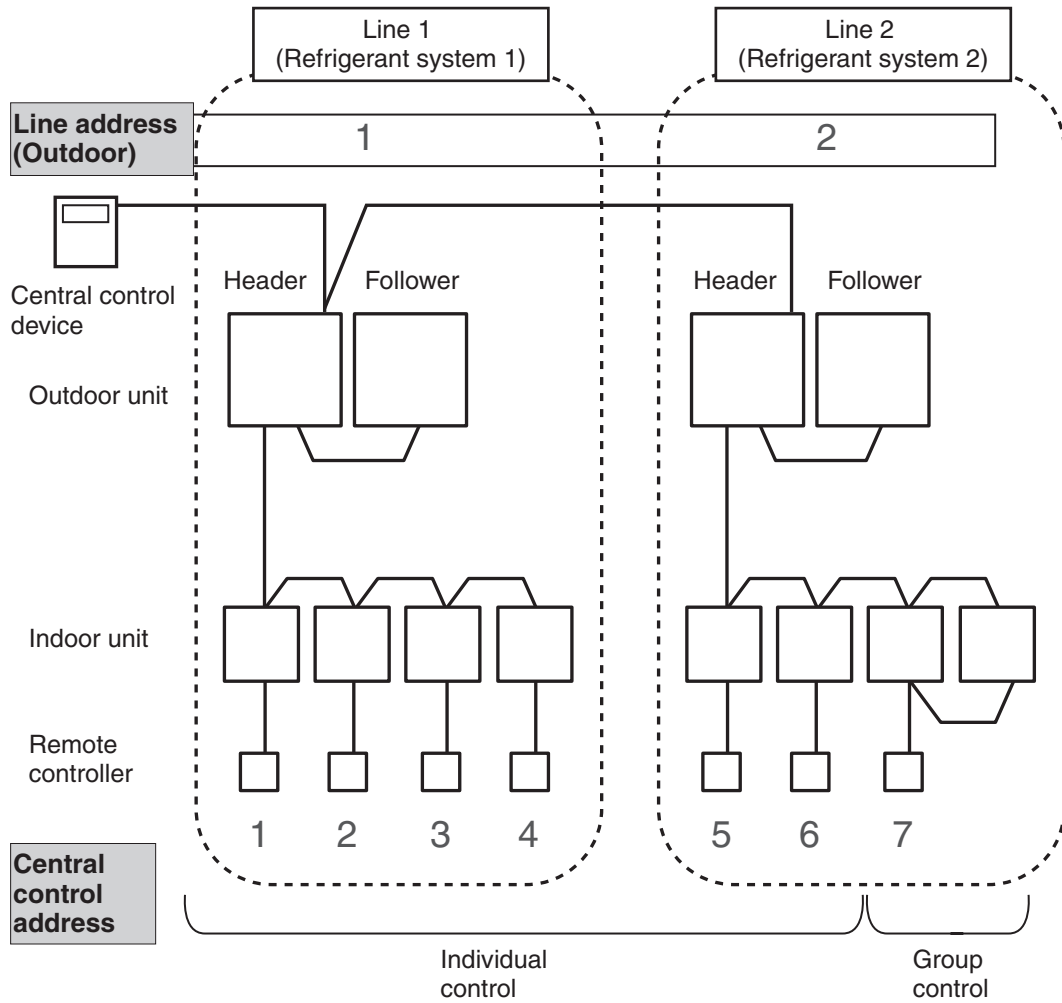 Line 1
(Refrigerant system 1)
Line 2
(Refrigerant system 2)
Line address
(Outdoor)
1
2
Central control
device
Header
Follower
Header
Follower
Outdoor unit
Indoor unit
Remote
controller
1 2 3 4 5 6 7
Central
control
address
Individual
control
Group
control